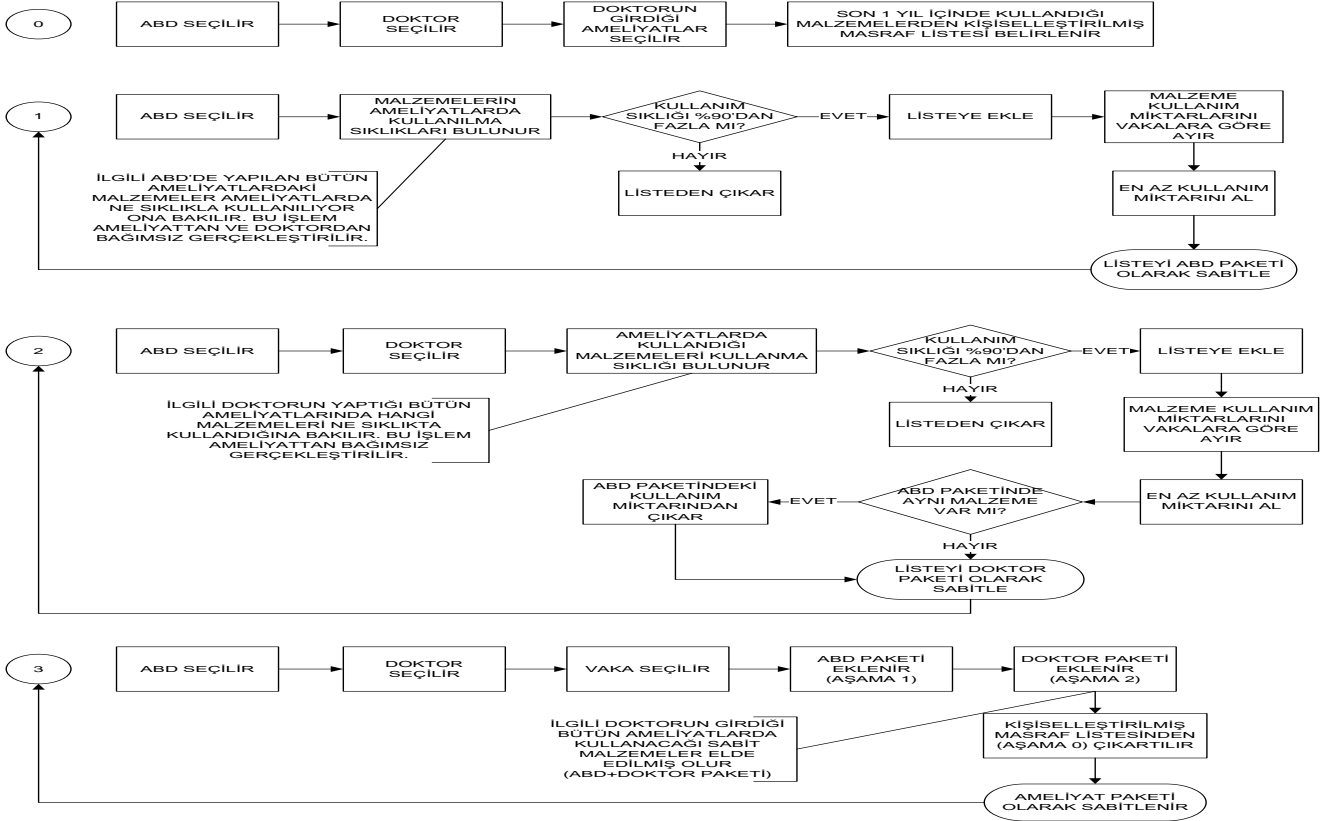 0
ABD SEÇİLİR
DOKTOR
SEÇİLİR
DOKTORUN
GİRDİĞİ
AMELİYATLAR
SEÇİLİR
SON 1 YIL İÇİNDE KULLANDIĞI
MALZEMELERDEN KİŞİSELLEŞTİRİLMİŞ
MASRAF LİSTESİ BELİRLENİR
1
ABD SEÇİLİR
MALZEMELERİN
AMELİYATLARDA
KULLANILMA
SIKLIKLARI BULUNUR
KULLANIM
SIKLIĞI %90'DAN
FAZLA MI?
EVET
LİSTEYE EKLE
MALZEME
KULLANIM
MİKTARLARINI
VAKALARA GÖRE
AYIR
HAYIR
LİSTEDEN ÇIKAR
EN AZ KULLANIM
MİKTARINI AL
İLGİLİ ABD'DE YAPILAN BÜTÜN
AMELİYATLARDAKİ
MALZEMELER AMELİYATLARDA
NE SIKLIKLA KULLANILIYOR
ONA BAKILIR. BU İŞLEM
AMELİYATTAN VE DOKTORDAN
BAĞIMSIZ GERÇEKLEŞTİRİLİR.
LİSTEYİ ABD PAKETİ
OLARAK SABİTLE
2
ABD SEÇİLİR
DOKTOR
SEÇİLİR
AMELİYATLARDA
KULLANDIĞI
MALZEMELERİ KULLANMA
SIKLIĞI BULUNUR
KULLANIM
SIKLIĞI %90'DAN
FAZLA MI?
EVET
LİSTEYE EKLE
HAYIR
LİSTEDEN ÇIKAR
MALZEME KULLANIM
MİKTARLARINI
VAKALARA GÖRE
AYIR
İLGİLİ DOKTORUN YAPTIĞI BÜTÜN
AMELİYATLARINDA HANGİ
MALZEMELERİ NE SIKLIKTA
KULLANDIĞINA BAKILIR. BU İŞLEM
AMELİYATTAN BAĞIMSIZ
GERÇEKLEŞTİRİLİR.
EN AZ KULLANIM
MİKTARINI AL
ABD PAKETİNDE
AYNI MALZEME
VAR MI?
EVET
ABD PAKETİNDEKİ
KULLANIM
MİKTARINDAN
ÇIKAR
HAYIR
LİSTEYİ DOKTOR
PAKETİ OLARAK
SABİTLE
3
ABD SEÇİLİR
DOKTOR
SEÇİLİR
VAKA SEÇİLİR
ABD PAKETİ
EKLENİR
(AŞAMA 1)
DOKTOR PAKETİ
EKLENİR
(AŞAMA 2)
İLGİLİ DOKTORUN GİRDİĞİ
BÜTÜN AMELİYATLARDA
KULLANACAĞI SABİT
MALZEMELER ELDE
EDİLMİŞ OLUR
(ABD+DOKTOR PAKETİ)
KİŞİSELLEŞTİRİLMİŞ
MASRAF LİSTESİNDEN
(AŞAMA 0) ÇIKARTILIR
AMELİYAT PAKETİ
OLARAK SABİTLENİR